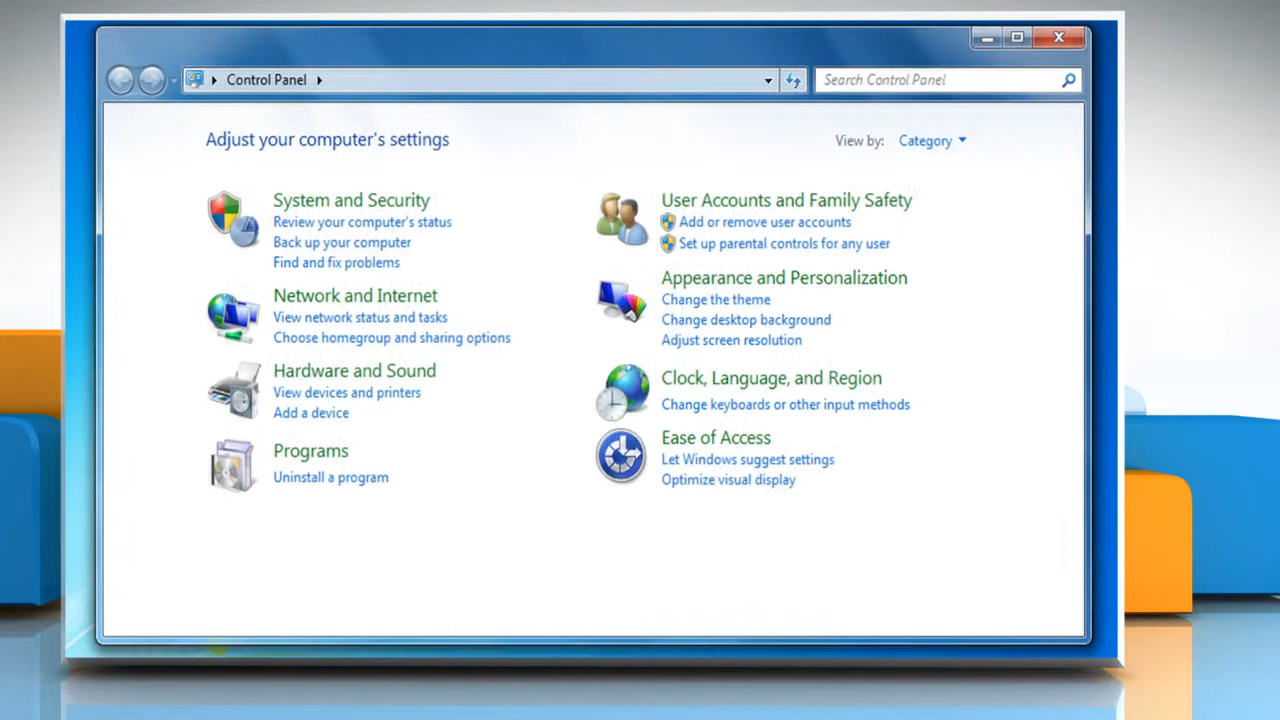 Control Panel
Search Control Panel
Adjust your computer's settings
View by: Category
System and Security
Review your computer's status
Back up your computer
Find and fix problems
Network and Internet
View network status and tasks
Choose homegroup and sharing options
Hardware and Sound
View devices and printers
Add a device
Programs
Uninstall a program
User Accounts and Family Safety
Add or remove user accounts
Set up parental controls for any user
Appearance and Personalization
Change the theme
Change desktop background
Adjust screen resolution
Clock, Language, and Region
Change keyboards or other input methods
Ease of Access
Let Windows suggest settings
Optimize visual display